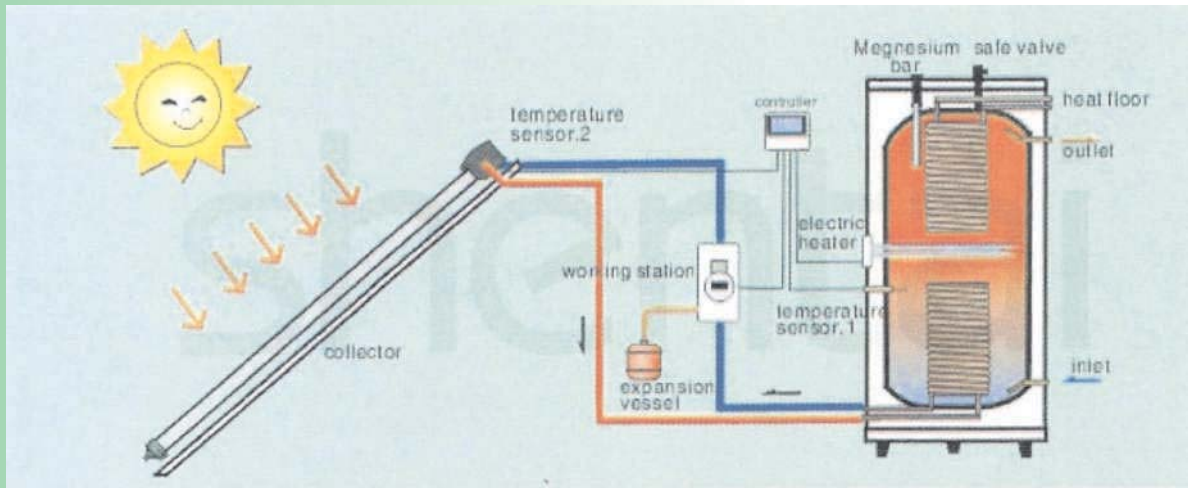 Megnesium
bar
safe valve
controller
heat floor
temperature
sensor.2
outlet
electric
heater
working station
temperature
sensor.1
collector
inlet
expansion
vessel